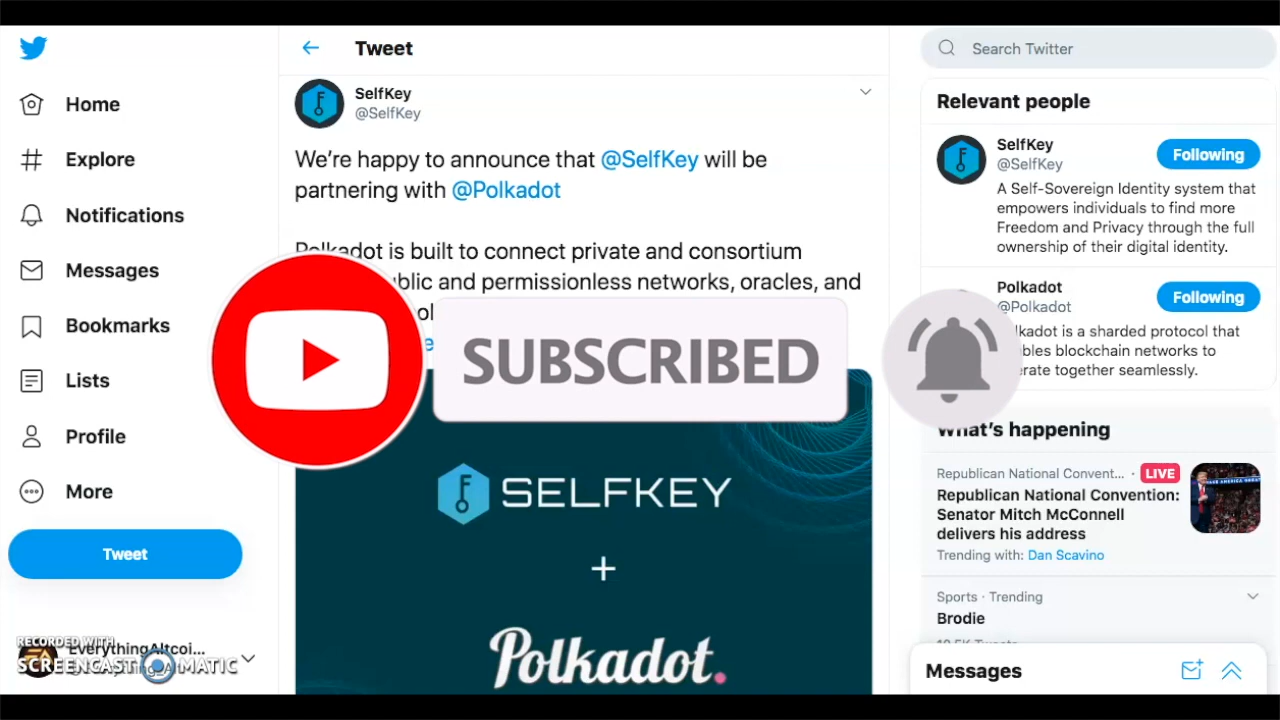 Tweet
Search Twitter
Home
Explore
Notifications
Messages
Bookmarks
Lists
Profile
More
Tweet
EverythingAltcoi...
RECORDED WITH
SCREENCAST MATIC
SelfKey
@SelfKey
We're happy to announce that @SelfKey will be
partnering with @Polkadot
Polkadot is built to connect private and consortium
and permissionless networks, oracles, and
SUBSCRIBED
SELFKEY
+
Polkadot.
Relevant people
SelfKey
@SelfKey
Following
A Self-Sovereign Identity system that
empowers individuals to find more
Freedom and Privacy through the full
ownership of their digital identity.
Polkadot
@Polkadot
Following
is a sharded protocol that
blockchain networks to
together seamlessly.
What's happening
Republican National Convent... · LIVE
Republican National Convention:
Senator Mitch McConnell
delivers his address
Trending with: Dan Scavino
Sports · Trending
Brodie
Messages